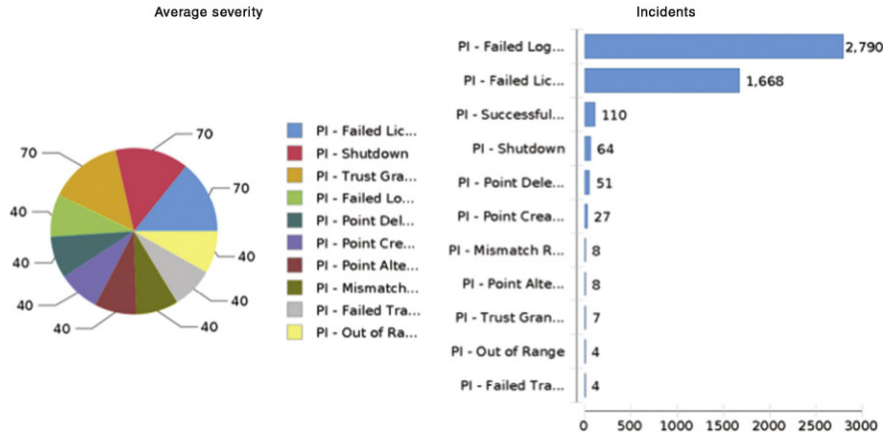 Average severity
70
70
70
40
40
40
40
40
40
40
PI - Failed Lic...
PI - Shutdown
PI - Trust Gra...
PI - Failed Lo...
PI - Point Del...
PI - Point Cre...
PI - Point Alte...
PI - Mismatch...
PI - Failed Tra...
PI - Out of Ra...
Incidents
PI - Failed Log... 2,790
PI - Failed Lic... 1,668
PI - Successful... 110
PI - Shutdown 64
PI - Point Dele... 51
PI - Point Crea... 27
PI - Mismatch R... 8
PI - Point Alte... 8
PI - Trust Gran... 7
PI - Out of Range 4
PI - Failed Tra... 4
0 500 1000 1500 2000 2500 3000